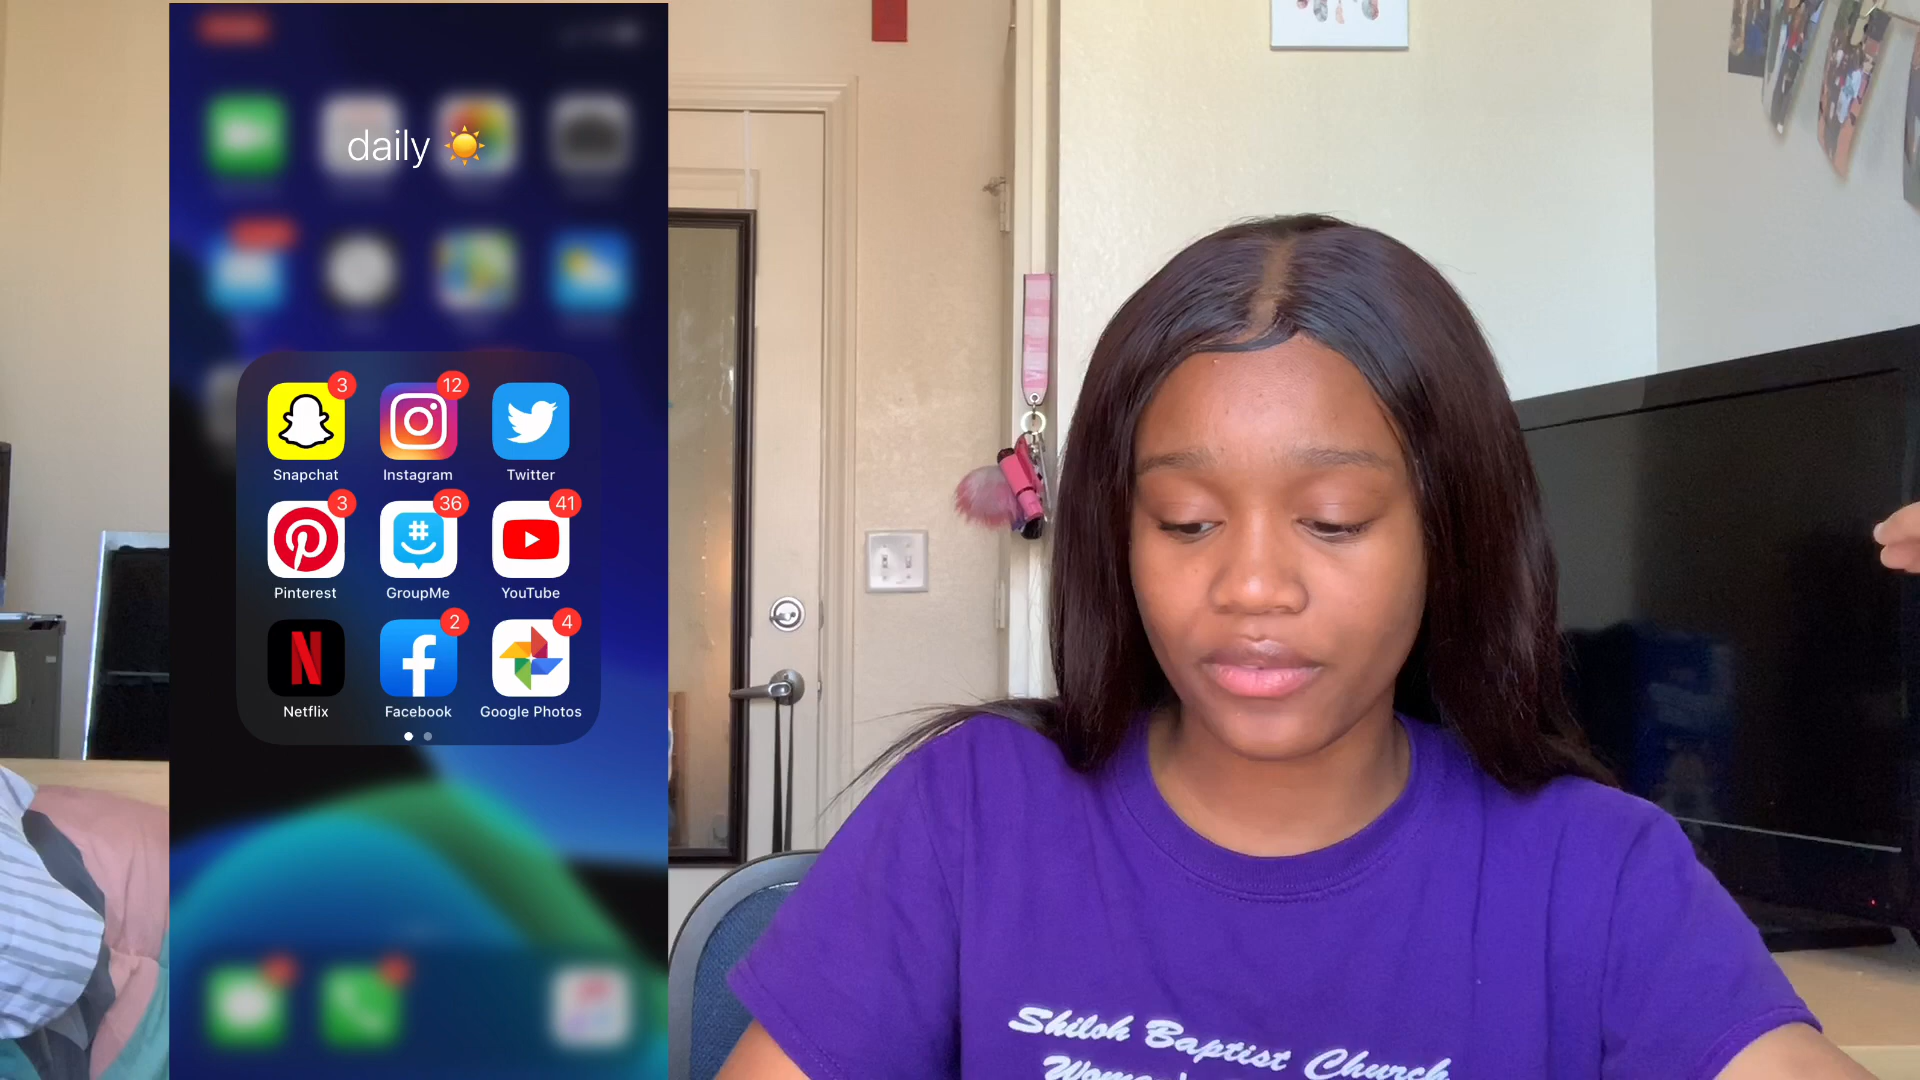 daily ☀️
3
12
Snapchat
Instagram
Twitter
3
36
41
Pinterest
GroupMe
YouTube
2
4
Netflix
Facebook
Google Photos
Shiloh Baptist Church